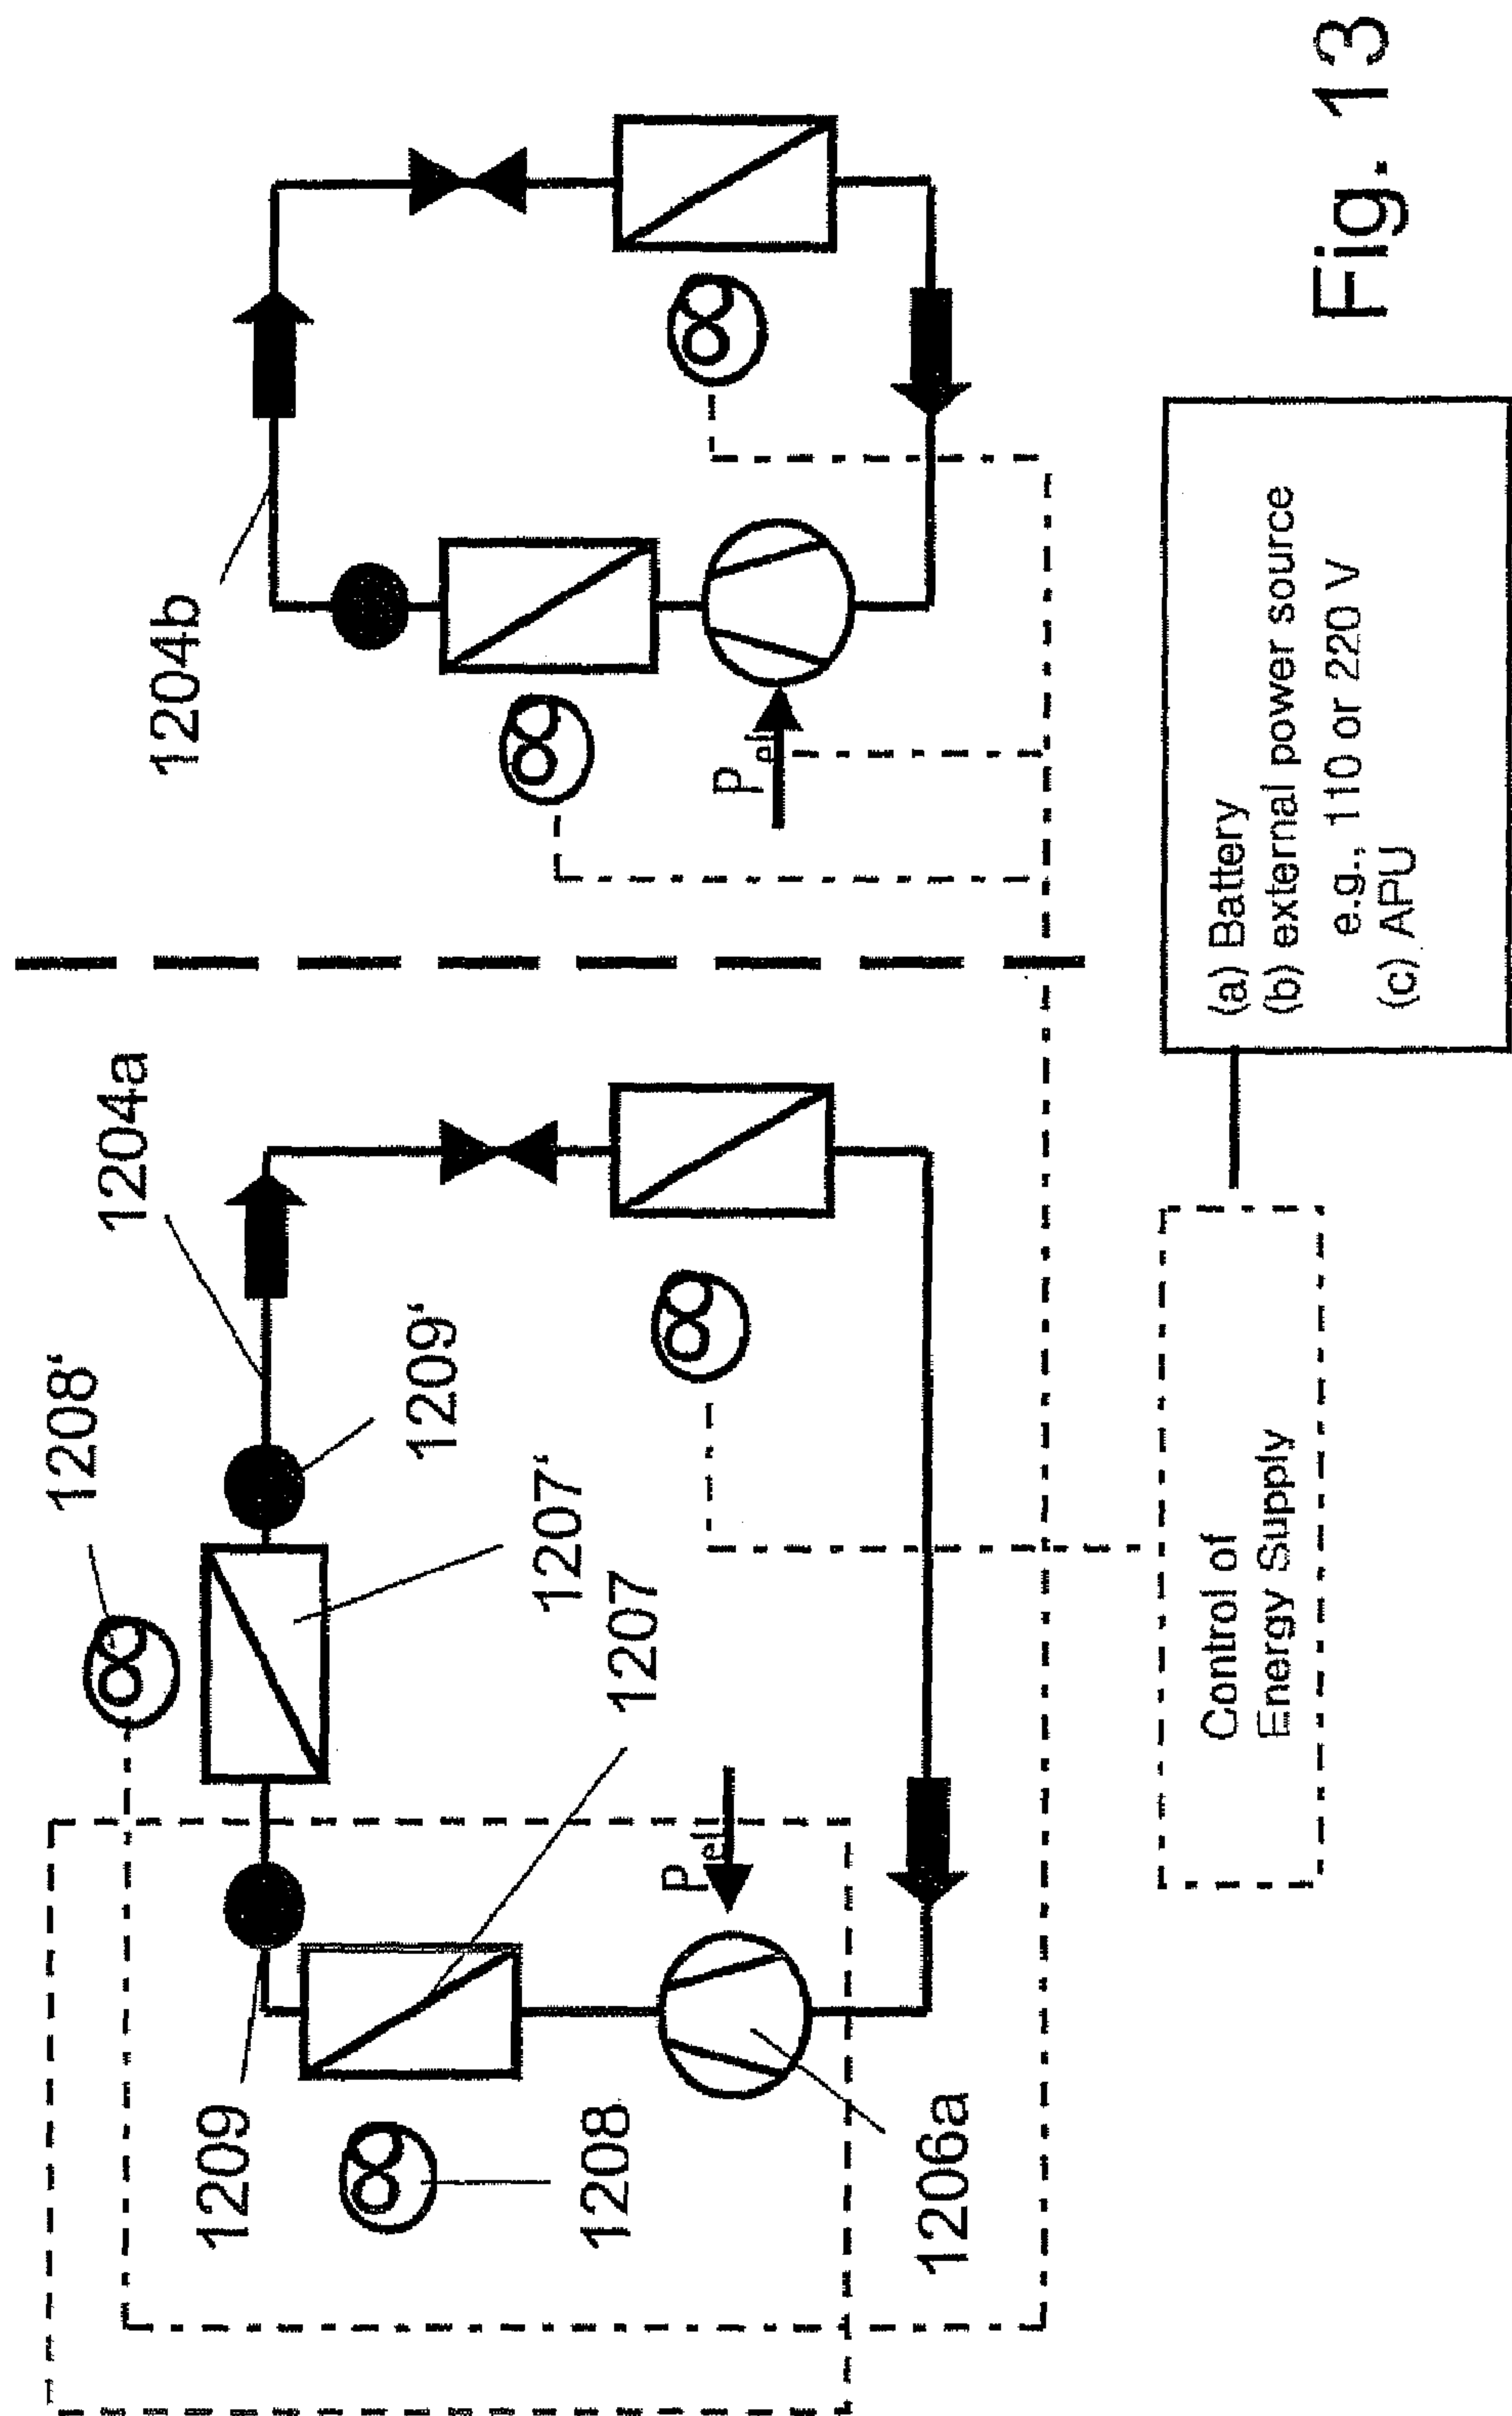 1208'
1204a
1204b
1209
1209'
1207'
1207
1208
P_el
P_el
1206a
Control of
Energy Supply
(a) Battery
(b) external power source
e.g., 110 or 220 V
(c) APU
Fig. 13